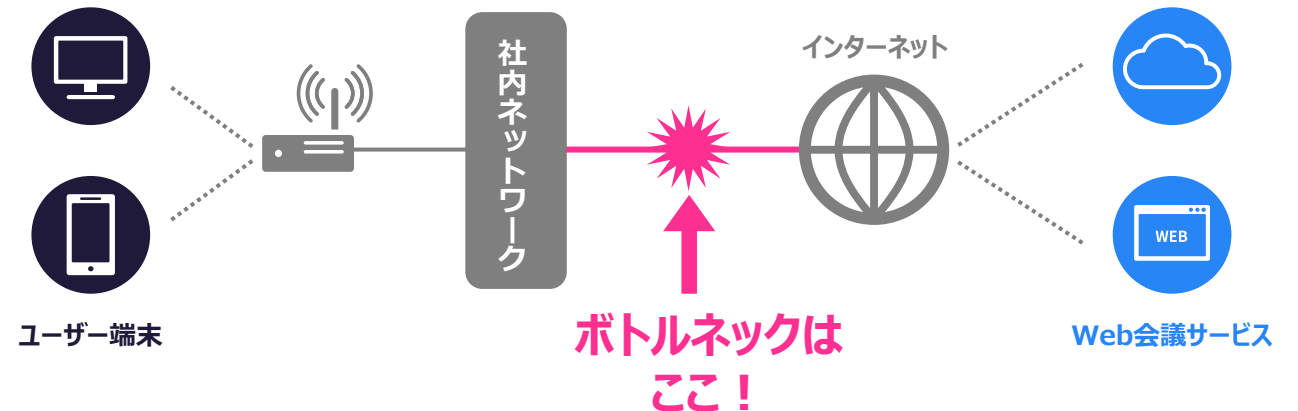 社内ネットワーク
インターネット
WEB
ユーザー端末
ボトルネックは
ここ！
Web会議サービス